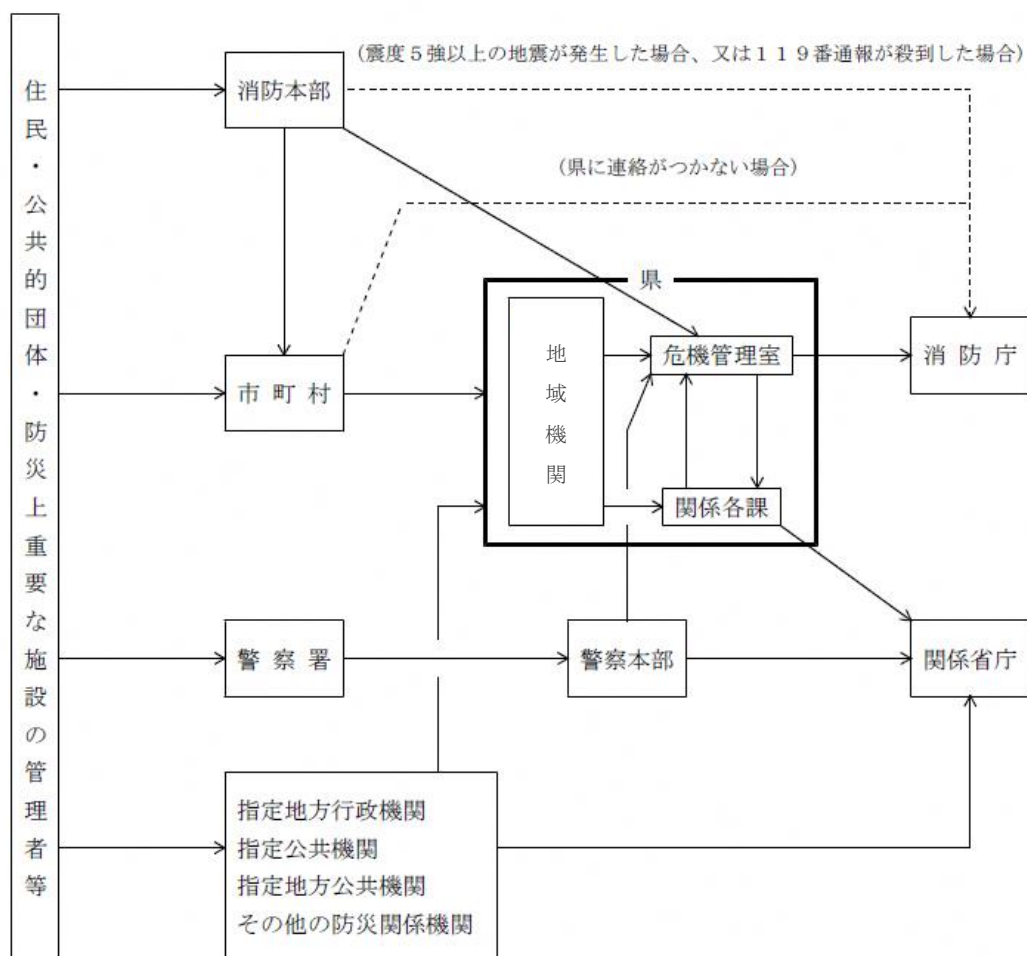 住民・公共的団体・防災上重要な施設の管理者等
(震度5強以上の地震が発生した場合、又は119番通報が殺到した場合)
消防本部
(県に連絡がつかない場合)
県
地域機関
危機管理室
消防庁
市町村
関係各課
警察署
警察本部
関係省庁
指定地方行政機関
指定公共機関
指定地方公共機関
その他の防災関係機関